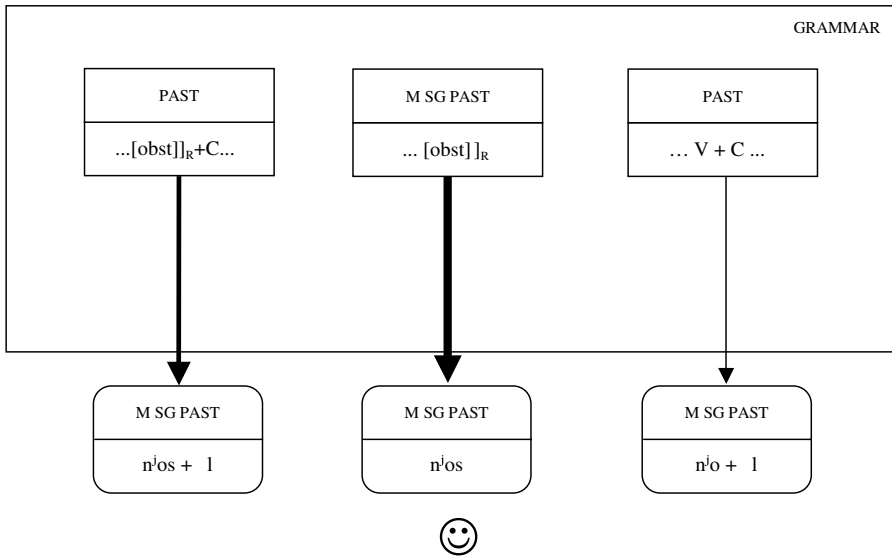 GRAMMAR
PAST
M SG PAST
PAST
...[obst]]R+C...
... [obst] ]R
… V + C ...
M SG PAST
M SG PAST
M SG PAST
nʲos + l
nʲos
nʲo + l